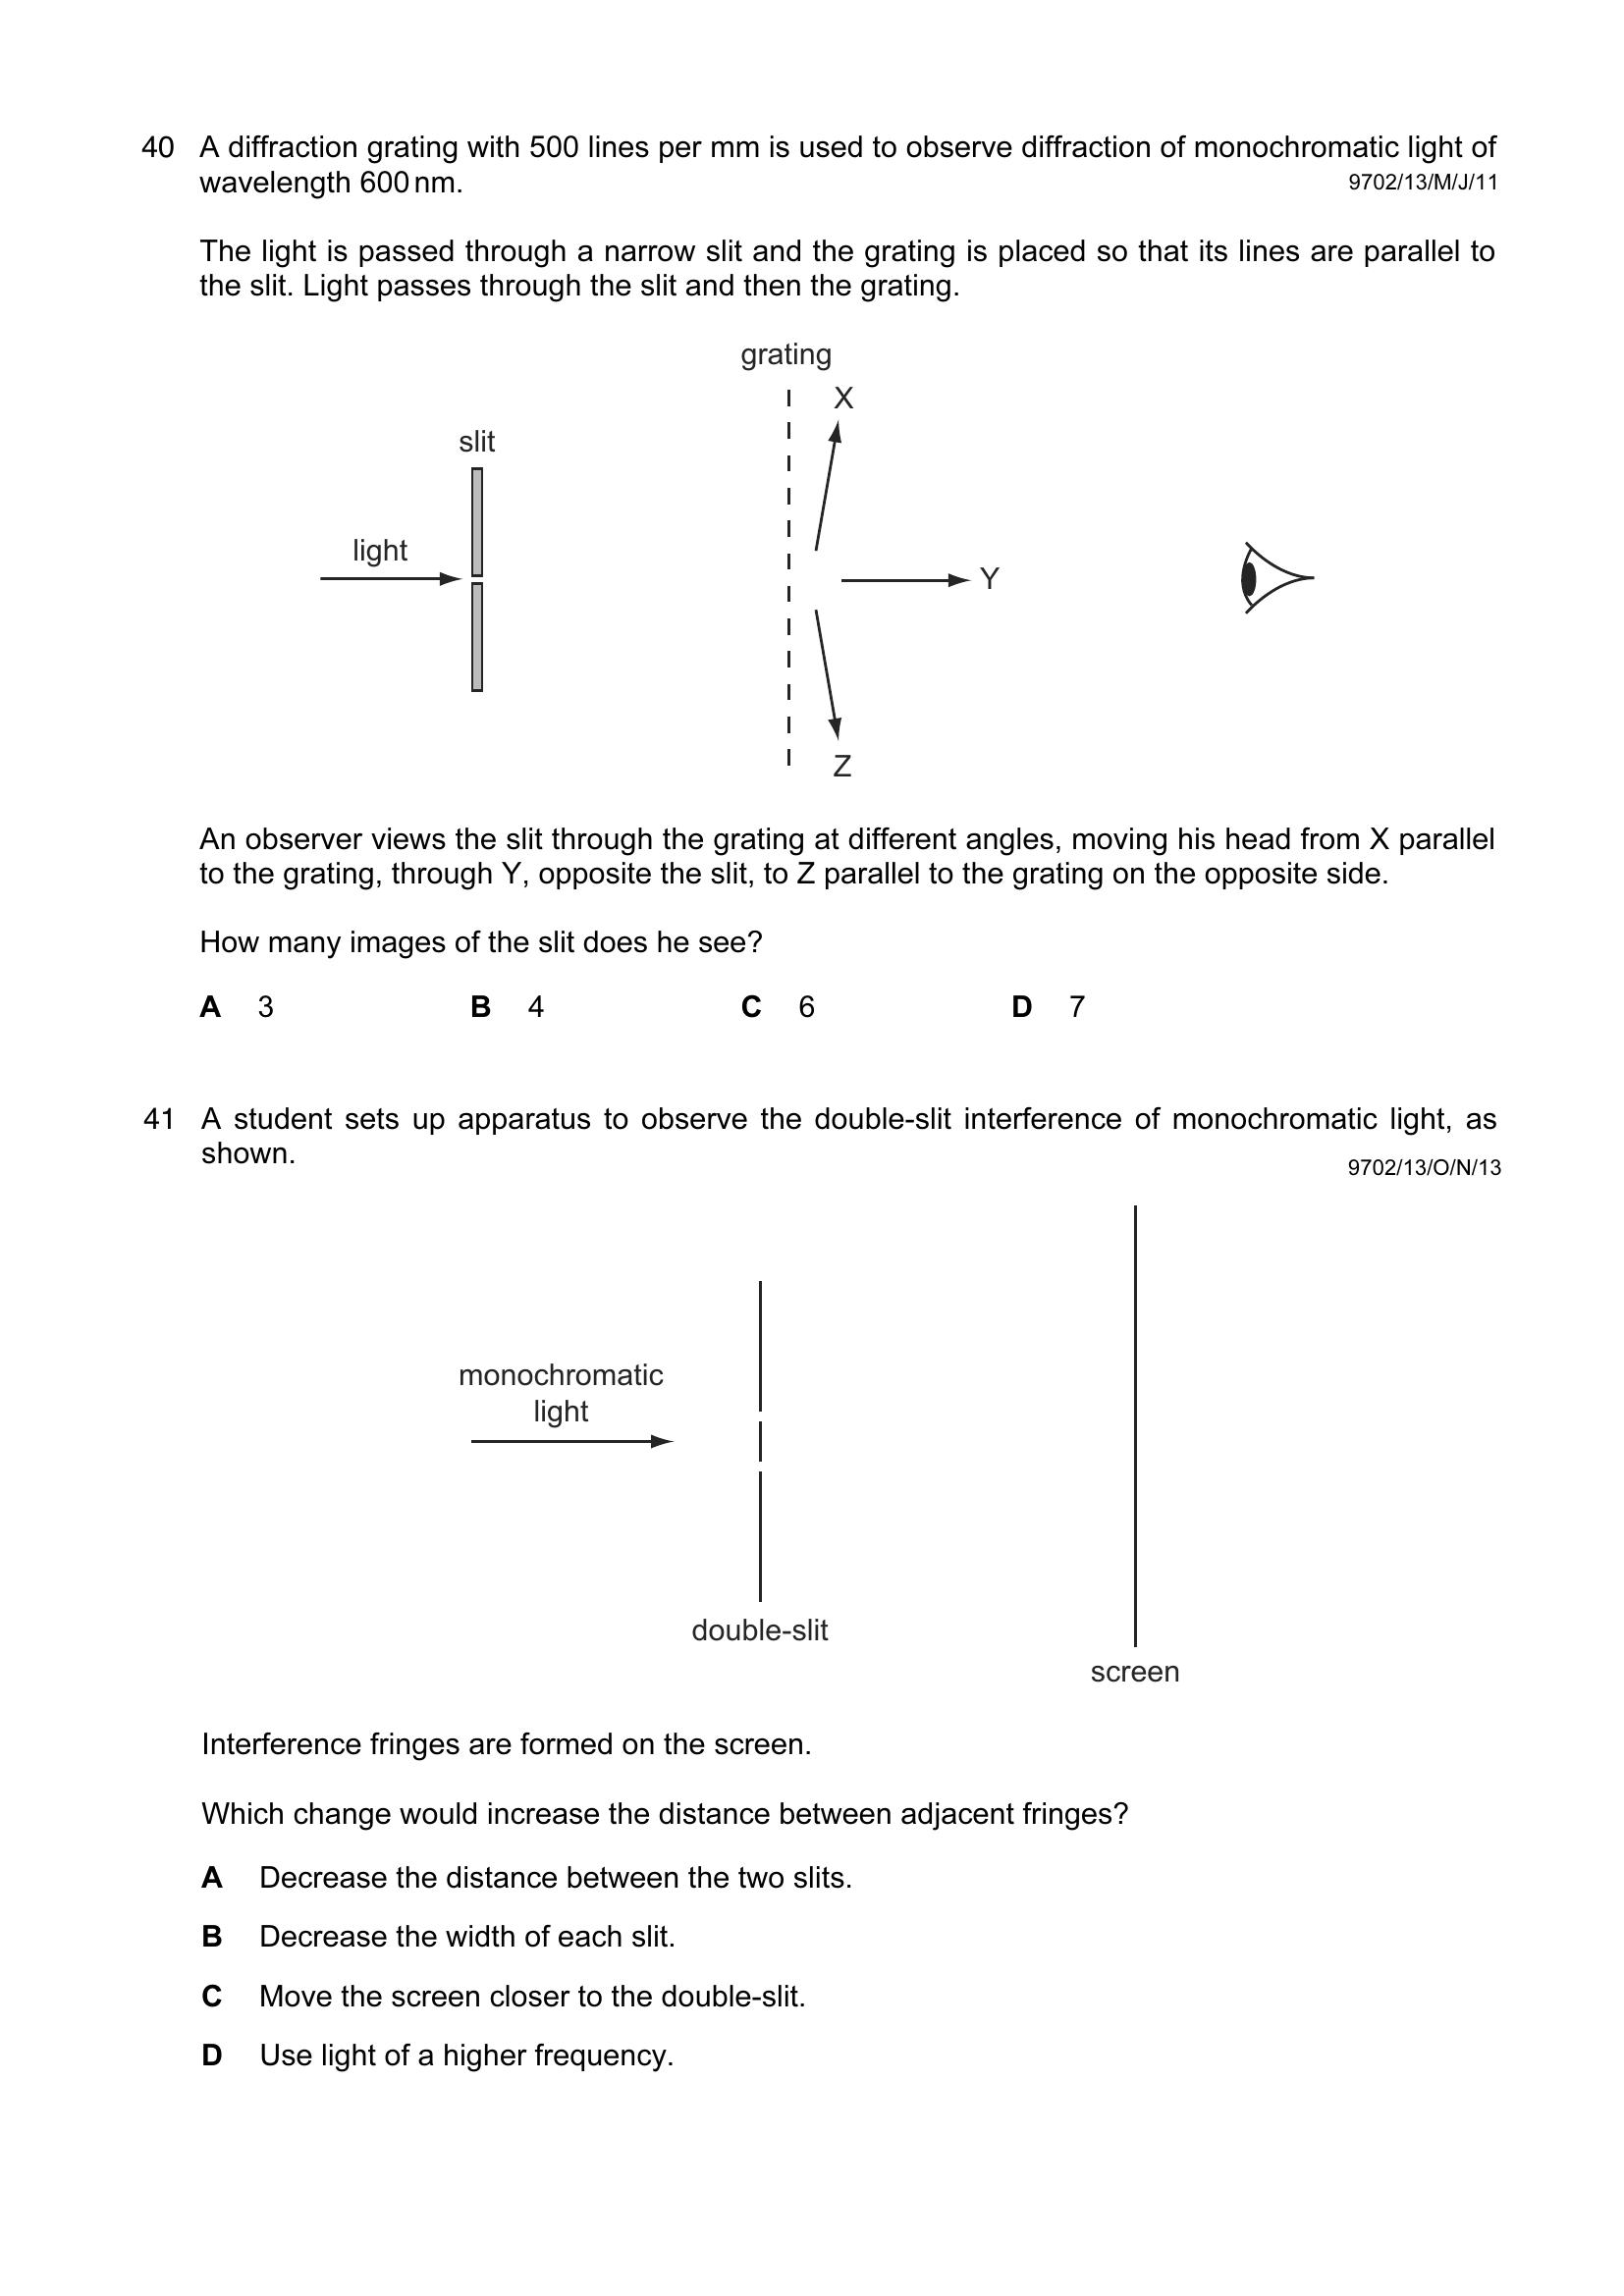 40 A diffraction grating with 500 lines per mm is used to observe diffraction of monochromatic light of
wavelength 600 nm. 9702/13/M/J/11
The light is passed through a narrow slit and the grating is placed so that its lines are parallel to
the slit. Light passes through the slit and then the grating.
grating
X
slit
light
Y
Z
An observer views the slit through the grating at different angles, moving his head from X parallel
to the grating, through Y, opposite the slit, to Z parallel to the grating on the opposite side.
How many images of the slit does he see?
A 3 B 4 C 6 D 7
41 A student sets up apparatus to observe the double-slit interference of monochromatic light, as
shown. 9702/13/O/N/13
monochromatic
light
double-slit
screen
Interference fringes are formed on the screen.
Which change would increase the distance between adjacent fringes?
A Decrease the distance between the two slits.
B Decrease the width of each slit.
C Move the screen closer to the double-slit.
D Use light of a higher frequency.